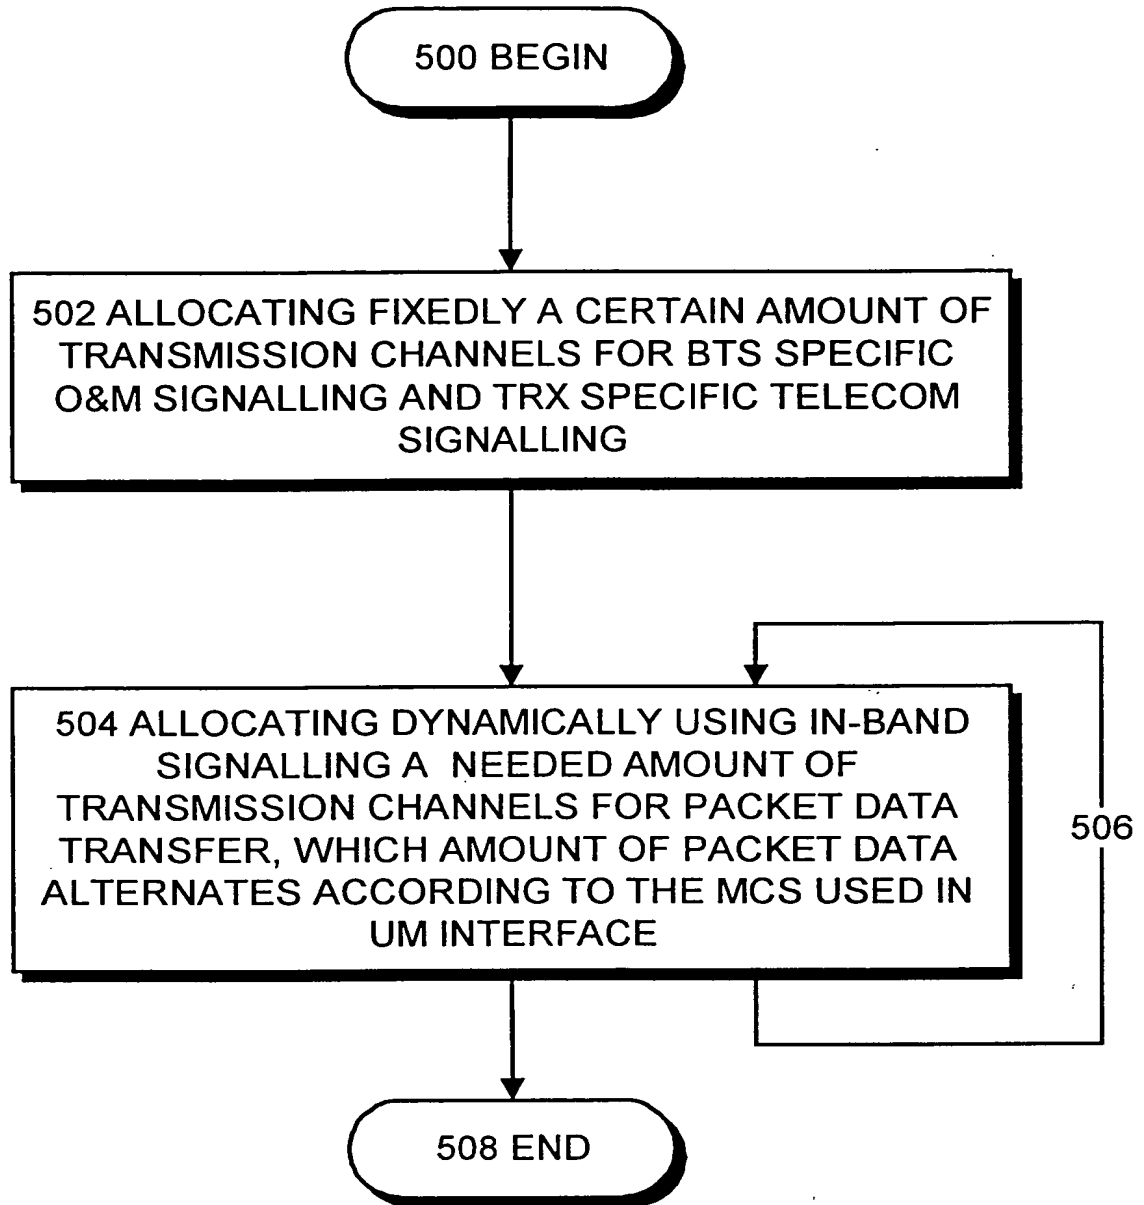 500 BEGIN
502 ALLOCATING FIXEDLY A CERTAIN AMOUNT OF
TRANSMISSION CHANNELS FOR BTS SPECIFIC
O&M SIGNALLING AND TRX SPECIFIC TELECOM
SIGNALLING
504 ALLOCATING DYNAMICALLY USING IN-BAND
SIGNALLING A NEEDED AMOUNT OF
TRANSMISSION CHANNELS FOR PACKET DATA
TRANSFER, WHICH AMOUNT OF PACKET DATA
ALTERNATES ACCORDING TO THE MCS USED IN
UM INTERFACE
506
508 END